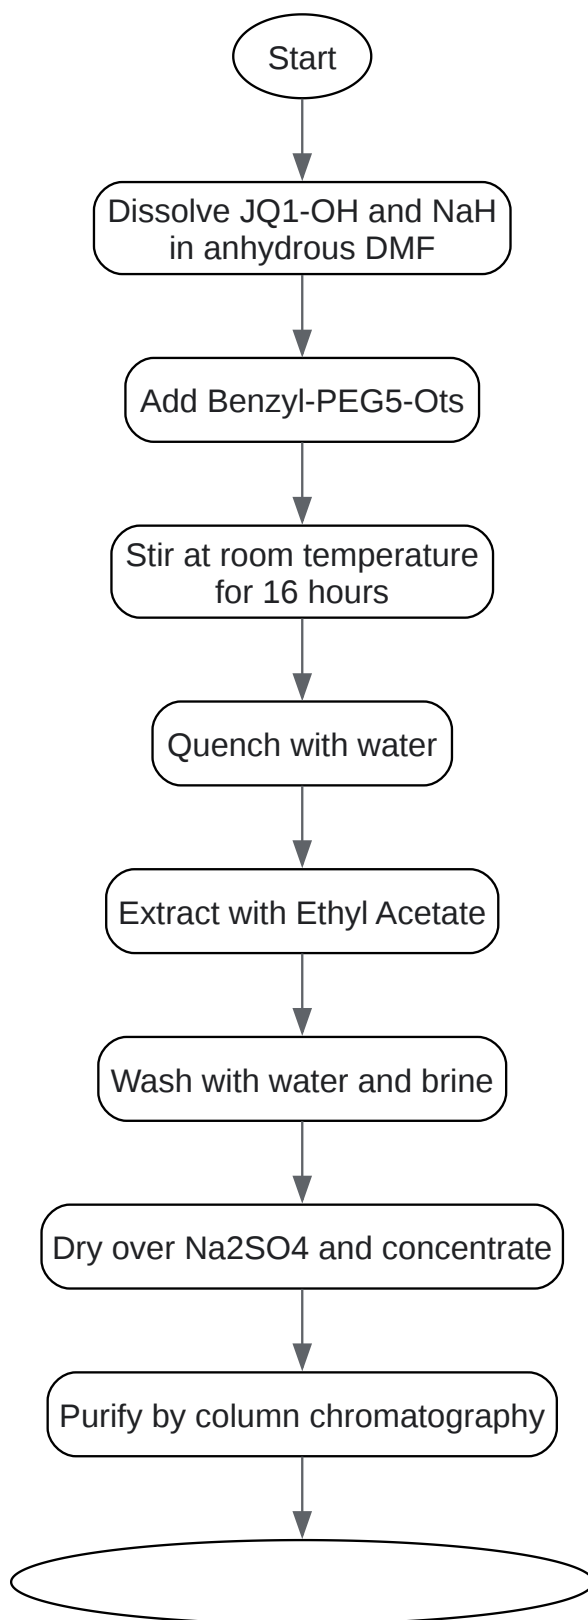 Start
Dissolve JQ1-OH and NaH
in anhydrous DMF
Add Benzyl-PEG5-Ots
Stir at room temperature
for 16 hours
Quench with water
Extract with Ethyl Acetate
Wash with water and brine
Dry over Na2SO4 and concentrate
Purify by column chromatography